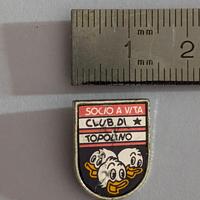 mm
1 2
mm
SOCIO A VITA
CLUB DI ★
TOPOLINO